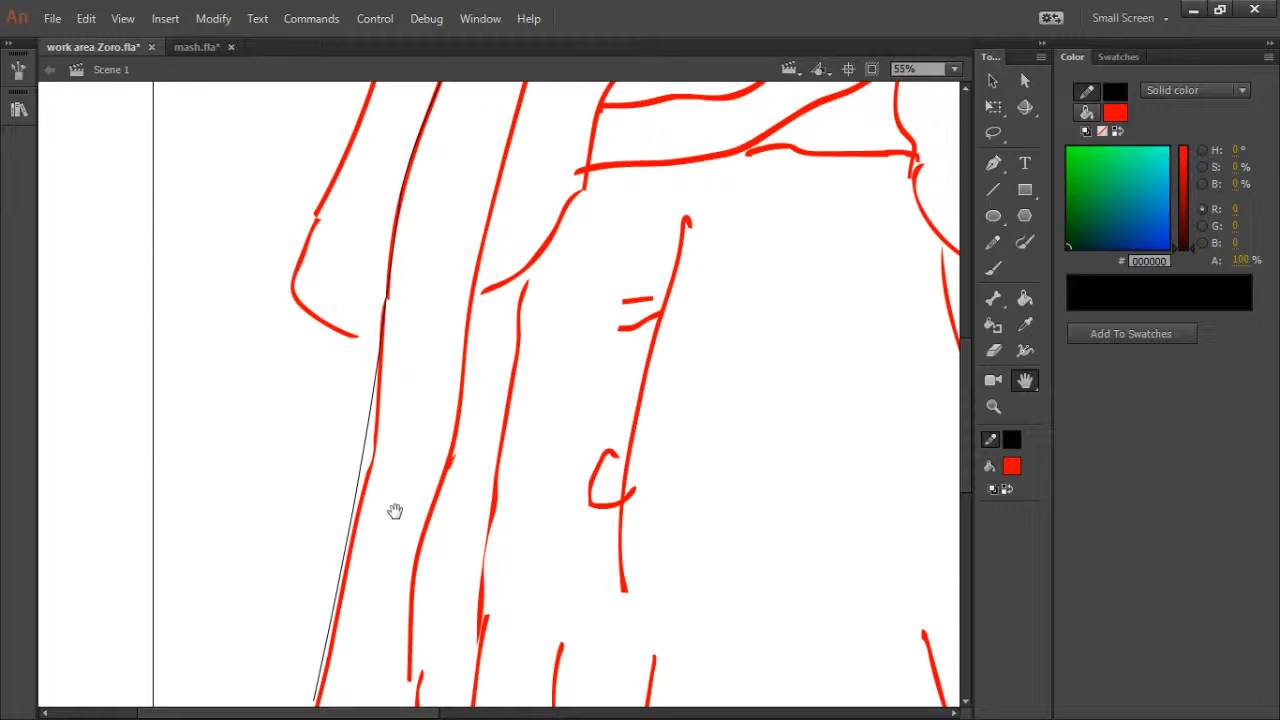 An File Edit View Insert Modify Text Commands Control Debug Window Help Small Screen
work area Zoro.fla* × mash.fla* ×
Scene 1 55%
To...
Color Swatches
Solid color
H: 0 °
S: 0 %
B: 0 %
R: 0
G: 0
B: 0
# 000000 A: 100 %
Add To Swatches